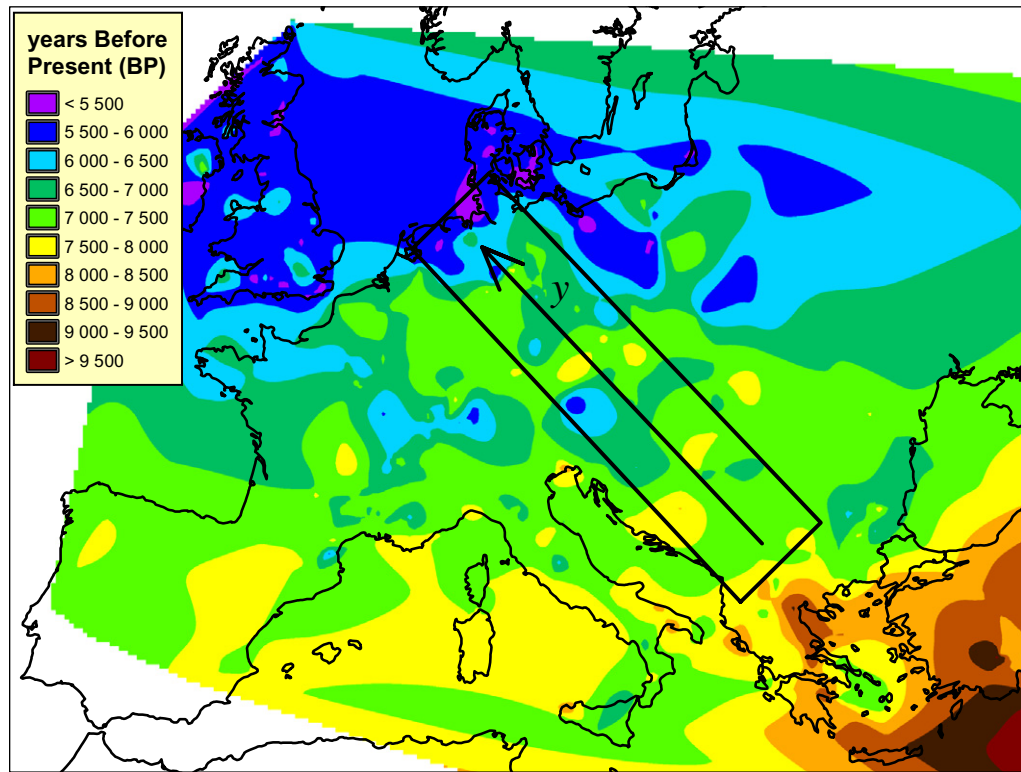 years Before
Present (BP)
< 5 500
5 500 - 6 000
6 000 - 6 500
6 500 - 7 000
7 000 - 7 500
7 500 - 8 000
8 000 - 8 500
8 500 - 9 000
9 000 - 9 500
> 9 500
y